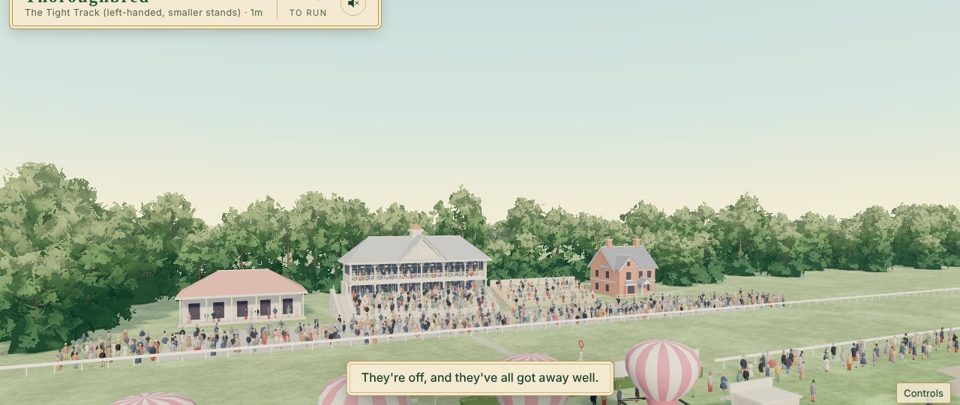 Thoroughbred
The Tight Track (left-handed, smaller stands) · 1m
TO RUN
They're off, and they've all got away well.
Controls